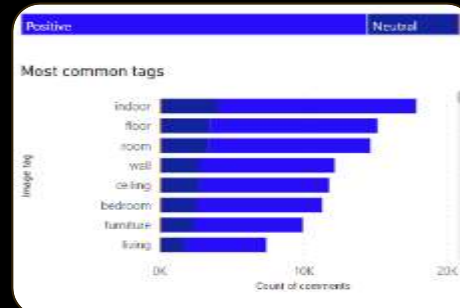 Positive Neutral
Most common tags
indoor
floor
room
wall
ceiling
bedroom
furniture
living
Image tag
0K 10K 20K
Count of comments